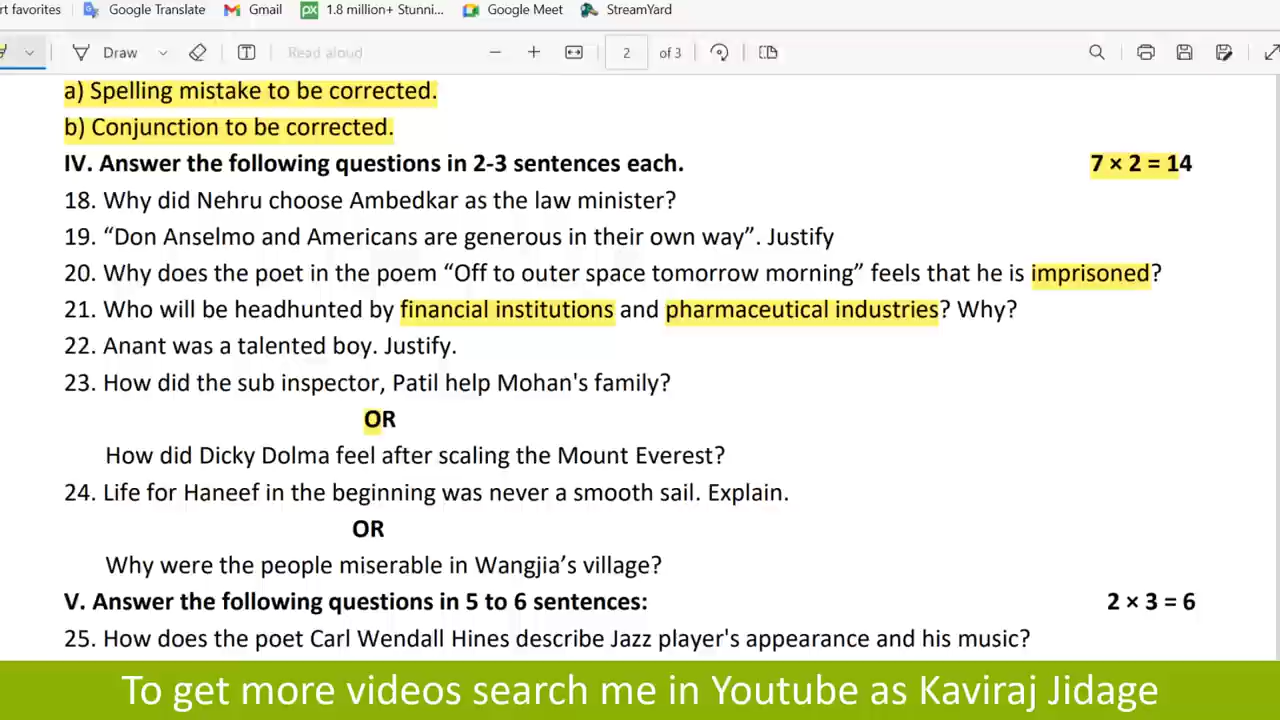 rt favorites Google Translate Gmail 1.8 million+ Stunni... Google Meet StreamYard
Draw T Read aloud 2 of 3
a) Spelling mistake to be corrected.
b) Conjunction to be corrected.
IV. Answer the following questions in 2-3 sentences each. 7 × 2 = 14
18. Why did Nehru choose Ambedkar as the law minister?
19. “Don Anselmo and Americans are generous in their own way”. Justify
20. Why does the poet in the poem “Off to outer space tomorrow morning” feels that he is imprisoned?
21. Who will be headhunted by financial institutions and pharmaceutical industries? Why?
22. Anant was a talented boy. Justify.
23. How did the sub inspector, Patil help Mohan's family?
OR
How did Dicky Dolma feel after scaling the Mount Everest?
24. Life for Haneef in the beginning was never a smooth sail. Explain.
OR
Why were the people miserable in Wangjia’s village?
V. Answer the following questions in 5 to 6 sentences: 2 × 3 = 6
25. How does the poet Carl Wendall Hines describe Jazz player's appearance and his music?
To get more videos search me in Youtube as Kaviraj Jidage